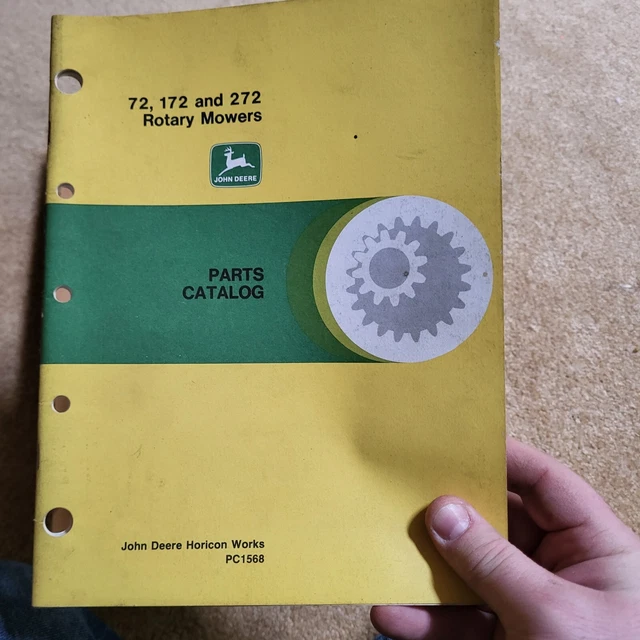 72, 172 and 272
Rotary Mowers
JOHN DEERE
PARTS
CATALOG
John Deere Horicon Works
PC1568